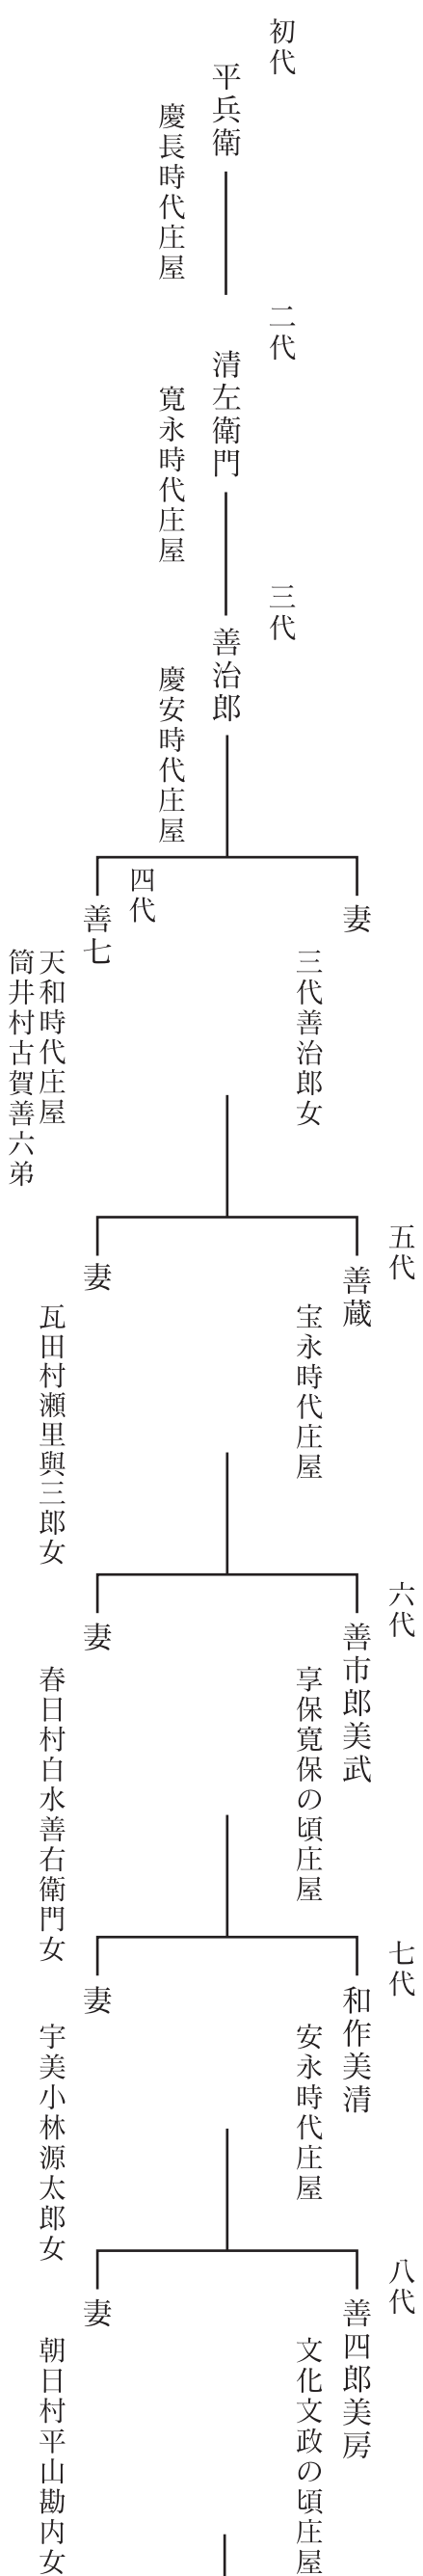 初代
平兵衛
慶長時代庄屋
二代
清左衛門
寛永時代庄屋
三代
善治郎
慶安時代庄屋
妻
三代善治郎女
四代
善七
天和時代庄屋
筒井村古賀善六弟
五代
善蔵
宝永時代庄屋
妻
瓦田村瀬里與三郎女
六代
善市郎美武
享保寛保の頃庄屋
妻
春日村白水善右衛門女
七代
和作美清
安永時代庄屋
妻
宇美小林源太郎女
八代
善四郎美房
文化文政の頃庄屋
妻
朝日村平山勘内女